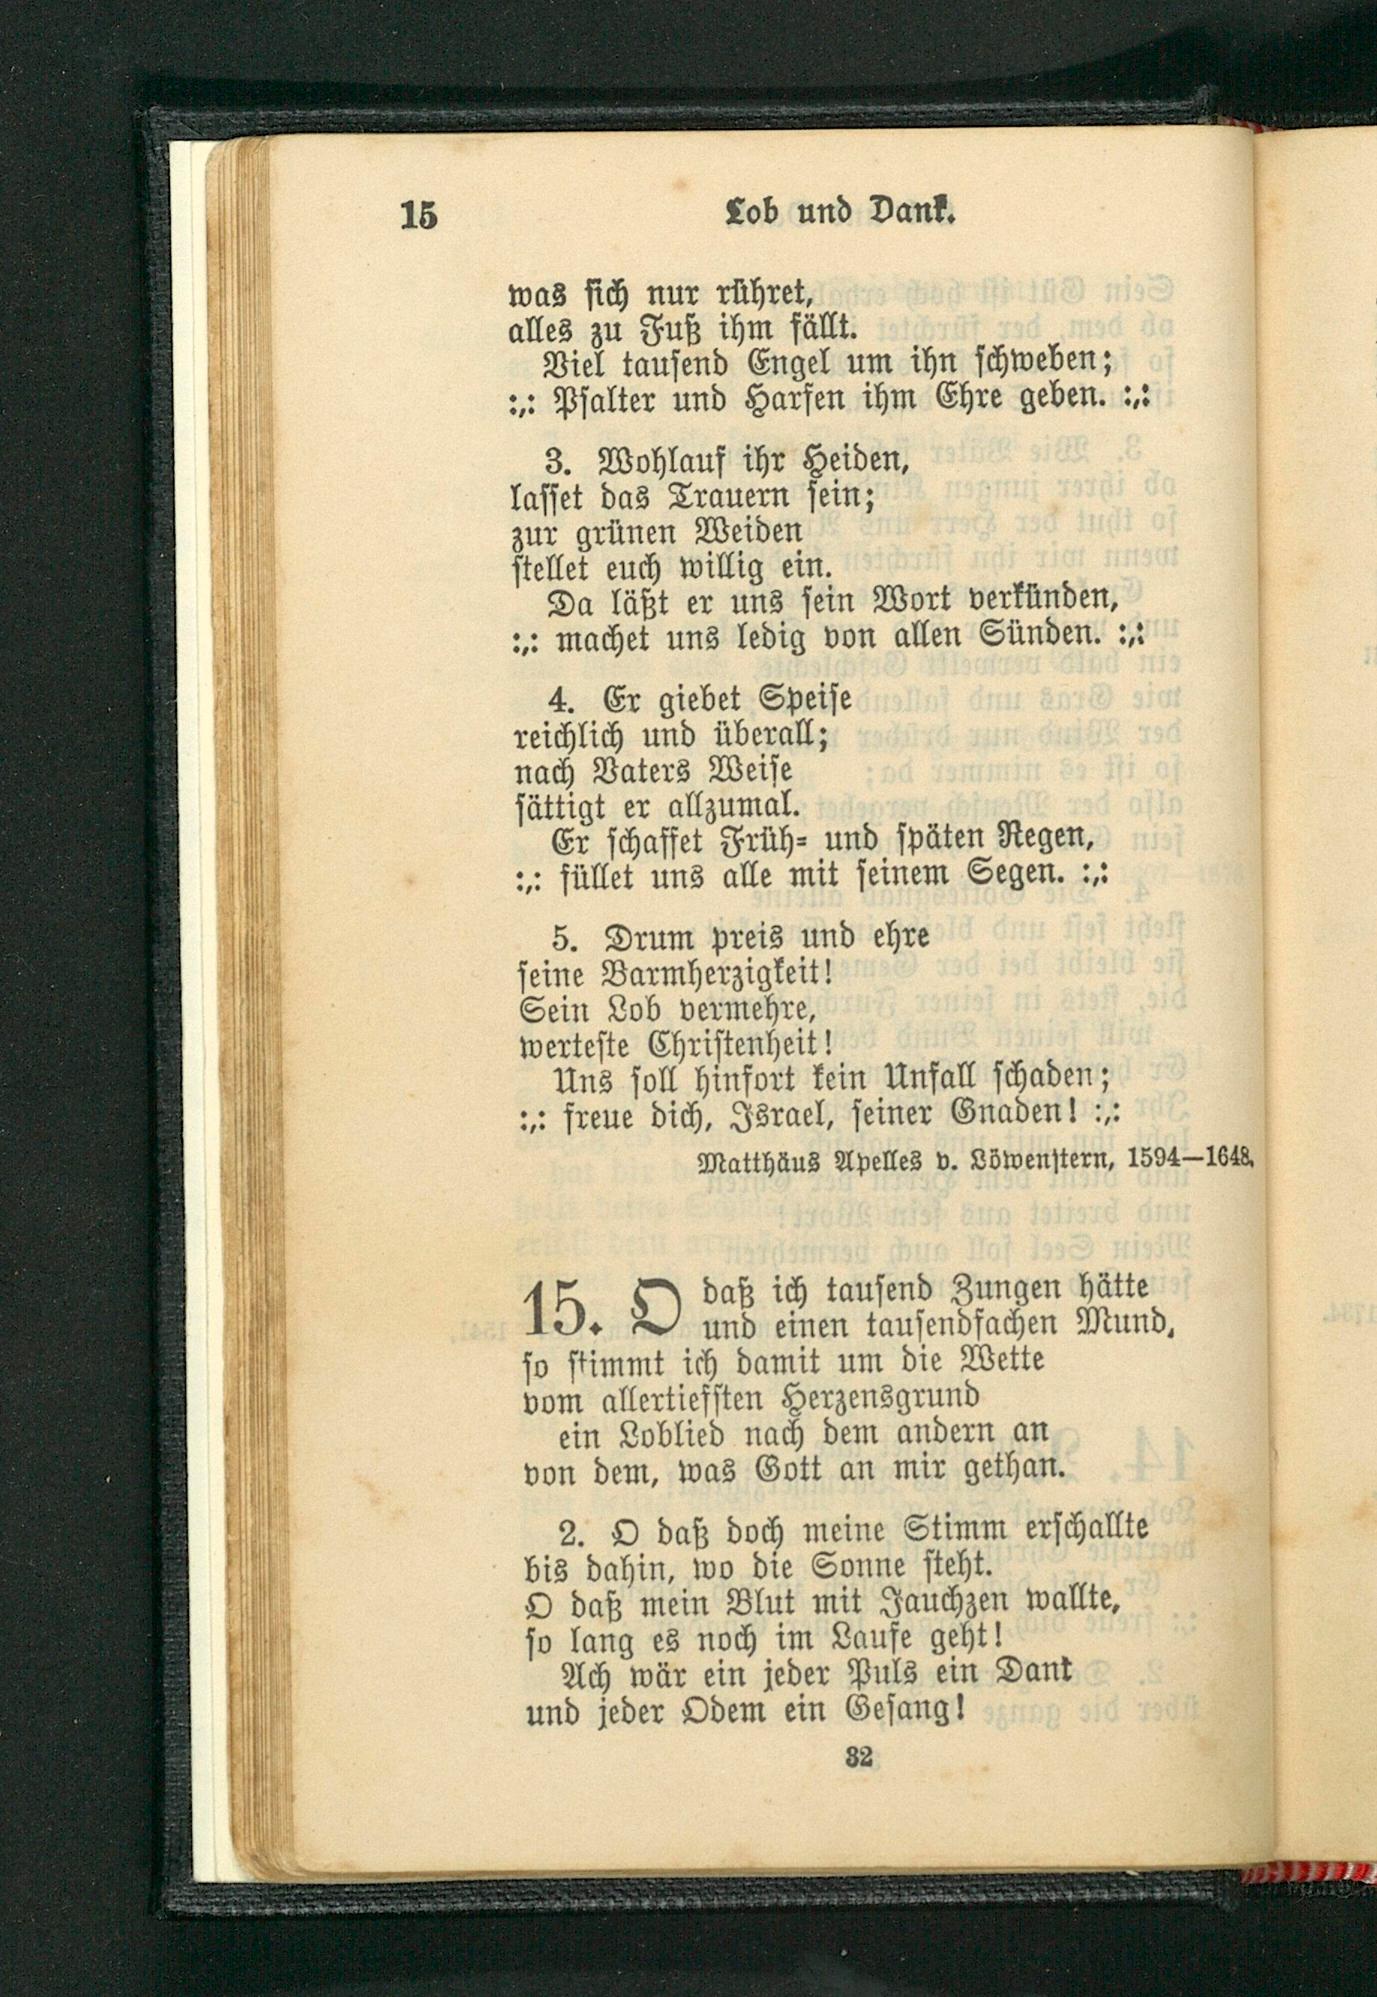 15
Lob und Dank.
was sich nur rühret,
alles zu Fuß ihm fällt.
Viel tausend Engel um ihn schweben;
:,: Psalter und Harfen ihm Ehre geben. :,:
3. Wohlauf ihr Heiden,
lasset das Trauern sein;
zur grünen Weiden
stellet euch willig ein.
Da läßt er uns sein Wort verkünden,
:,: machet uns ledig von allen Sünden. :,:
4. Er giebet Speise
reichlich und überall;
nach Vaters Weise
sättigt er allzumal.
Er schaffet Früh- und späten Regen,
:,: füllet uns alle mit seinem Segen. :,:
5. Drum preis und ehre
seine Barmherzigkeit!
Sein Lob vermehre,
werteste Christenheit!
Uns soll hinfort kein Unfall schaden;
:,: freue dich, Israel, seiner Gnaden! :,:
Matthäus Apelles v. Löwenstern, 1594—1648.
15. O daß ich tausend Zungen hätte
und einen tausendfachen Mund,
so stimmt ich damit um die Wette
vom allertiefsten Herzensgrund
ein Loblied nach dem andern an
von dem, was Gott an mir gethan.
2. O daß doch meine Stimm erschallte
bis dahin, wo die Sonne steht.
O daß mein Blut mit Jauchzen wallte,
so lang es noch im Laufe geht!
Ach wär ein jeder Puls ein Dank
und jeder Odem ein Gesang!
32